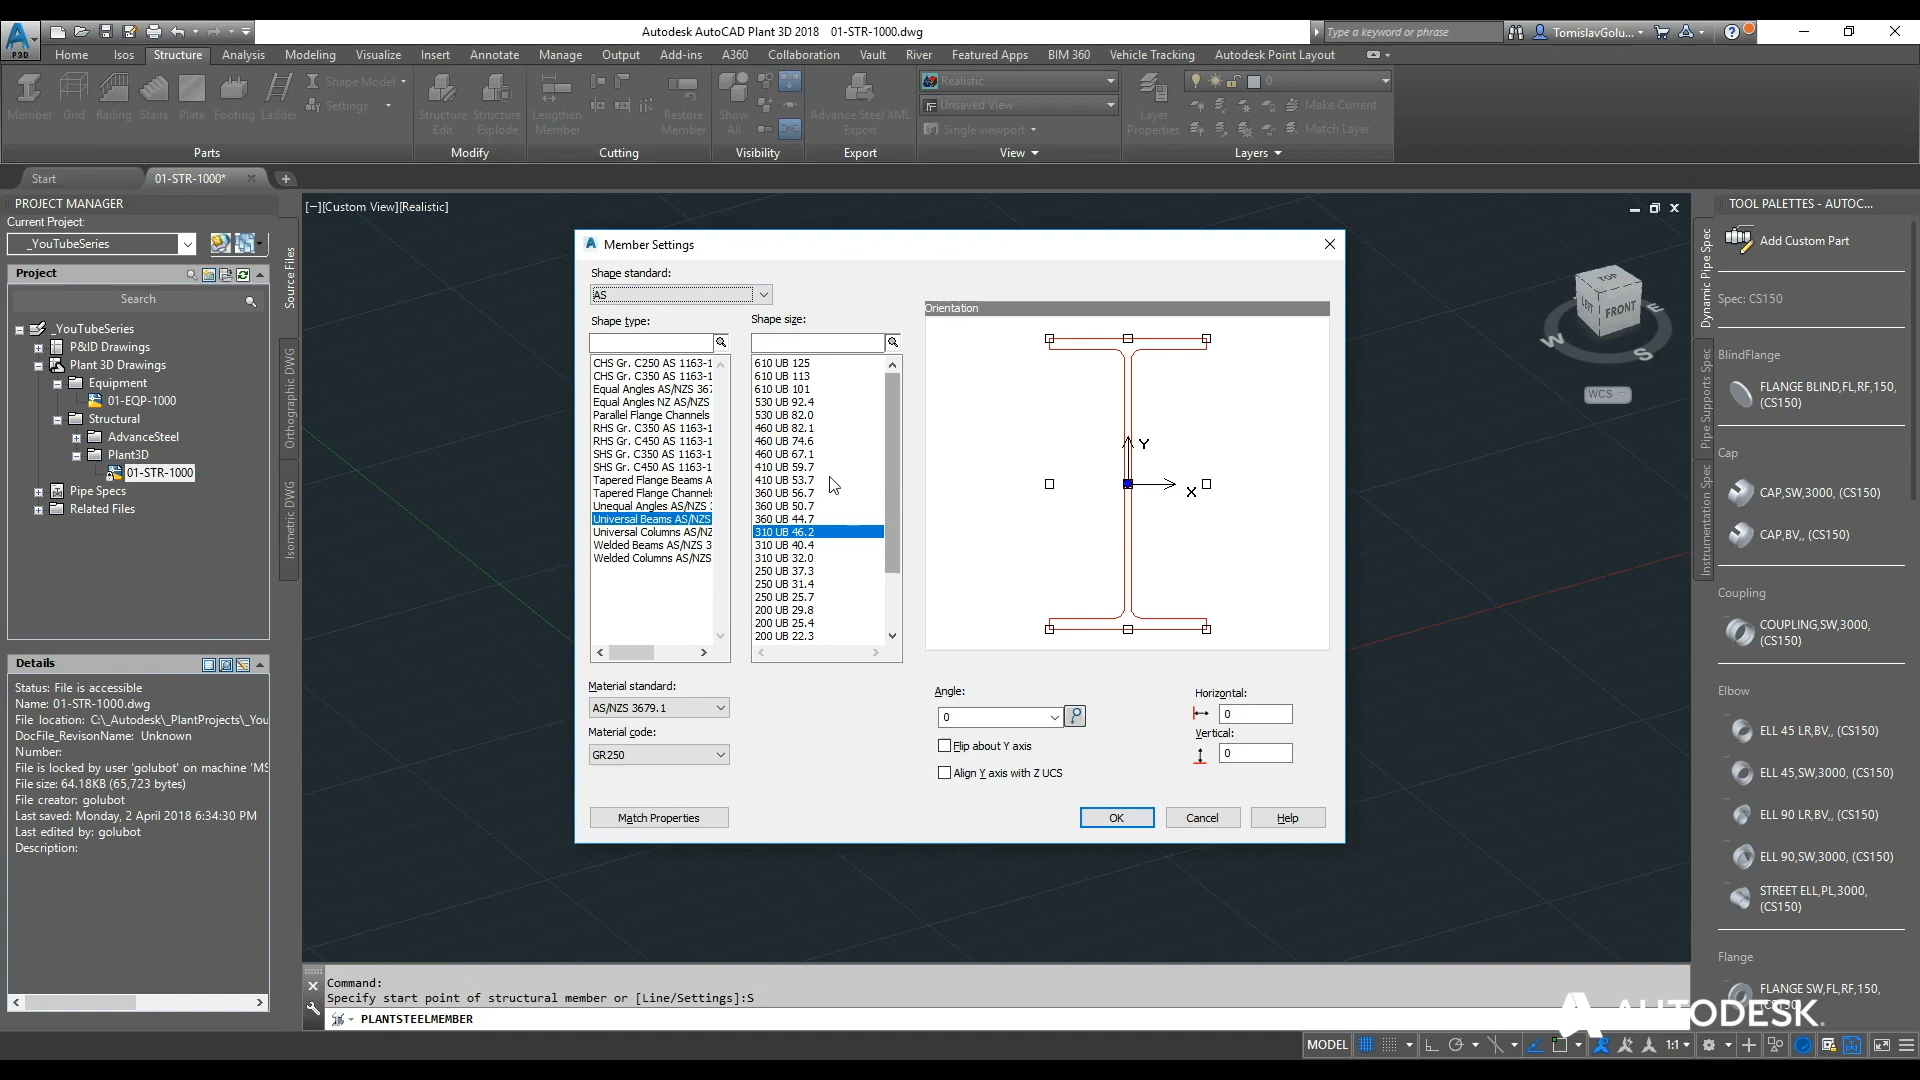 Autodesk AutoCAD Plant 3D 2018 01-STR-1000.dwg
Type a keyword or phrase
TomislavGolu...
P3D
Home Isos Structure Analysis Modeling Visualize Insert Annotate Manage Output Add-ins A360 Collaboration Vault River Featured Apps BIM 360 Vehicle Tracking Autodesk Point Layout
Member Grid Railing Stairs Plate Footing Ladder
Shape Model
Settings
Structure Edit
Structure Explode
Lengthen Member
Restore Member
Show All
Advance Steel XML Export
Realistic
Unsaved View
Single viewport
Layer Properties
0
Make Current
Match Layer
Parts Modify Cutting Visibility Export View Layers
Start 01-STR-1000*
PROJECT MANAGER
Current Project:
_YouTubeSeries
Project
Search
_YouTubeSeries
P&ID Drawings
Plant 3D Drawings
Equipment
01-EQP-1000
Structural
AdvanceSteel
Plant3D
01-STR-1000
Pipe Specs
Related Files
Source Files
Orthographic DWG
Isometric DWG
Details
Status: File is accessible
Name: 01-STR-1000.dwg
File location: C:\_Autodesk\_PlantProjects\_You
DocFile_RevisonName: Unknown
Number:
File is locked by user 'golubot' on machine 'MS
File size: 64.18KB (65,723 bytes)
File creator: golubot
Last saved: Monday, 2 April 2018 6:34:30 PM
Last edited by: golubot
Description:
[−][Custom View][Realistic]
Member Settings
Shape standard:
AS
Shape type:
CHS Gr. C250 AS 1163-1
CHS Gr. C350 AS 1163-1
Equal Angles AS/NZS 367
Equal Angles NZ AS/NZS
Parallel Flange Channels
RHS Gr. C350 AS 1163-1
RHS Gr. C450 AS 1163-1
SHS Gr. C350 AS 1163-1
SHS Gr. C450 AS 1163-1
Tapered Flange Beams A
Tapered Flange Channels
Unequal Angles AS/NZS 3
Universal Beams AS/NZS
Universal Columns AS/NZ
Welded Beams AS/NZS 3
Welded Columns AS/NZS
Shape size:
610 UB 125
610 UB 113
610 UB 101
530 UB 92.4
530 UB 82.0
460 UB 82.1
460 UB 74.6
460 UB 67.1
410 UB 59.7
410 UB 53.7
360 UB 56.7
360 UB 50.7
360 UB 44.7
310 UB 46.2
310 UB 40.4
310 UB 32.0
250 UB 37.3
250 UB 31.4
250 UB 25.7
200 UB 29.8
200 UB 25.4
200 UB 22.3
Orientation
Y
X
Material standard:
AS/NZS 3679.1
Material code:
GR250
Match Properties
Angle:
0
Flip about Y axis
Align Y axis with Z UCS
Horizontal:
0
Vertical:
0
OK Cancel Help
TOP
LEFT FRONT
W S E
WCS
TOOL PALETTES - AUTOC...
Dynamic Pipe Spec
Pipe Supports Spec
Instrumentation Spec
Add Custom Part
Spec: CS150
BlindFlange
FLANGE BLIND,FL,RF,150,
(CS150)
Cap
CAP,SW,3000, (CS150)
CAP,BV,, (CS150)
Coupling
COUPLING,SW,3000,
(CS150)
Elbow
ELL 45 LR,BV,, (CS150)
ELL 45,SW,3000, (CS150)
ELL 90 LR,BV,, (CS150)
ELL 90,SW,3000, (CS150)
STREET ELL,PL,3000,
(CS150)
Flange
FLANGE SW,FL,RF,150,
AUTODESK.
Command:
Specify start point of structural member or [Line/Settings]:S
PLANTSTEELMEMBER
MODEL
1:1